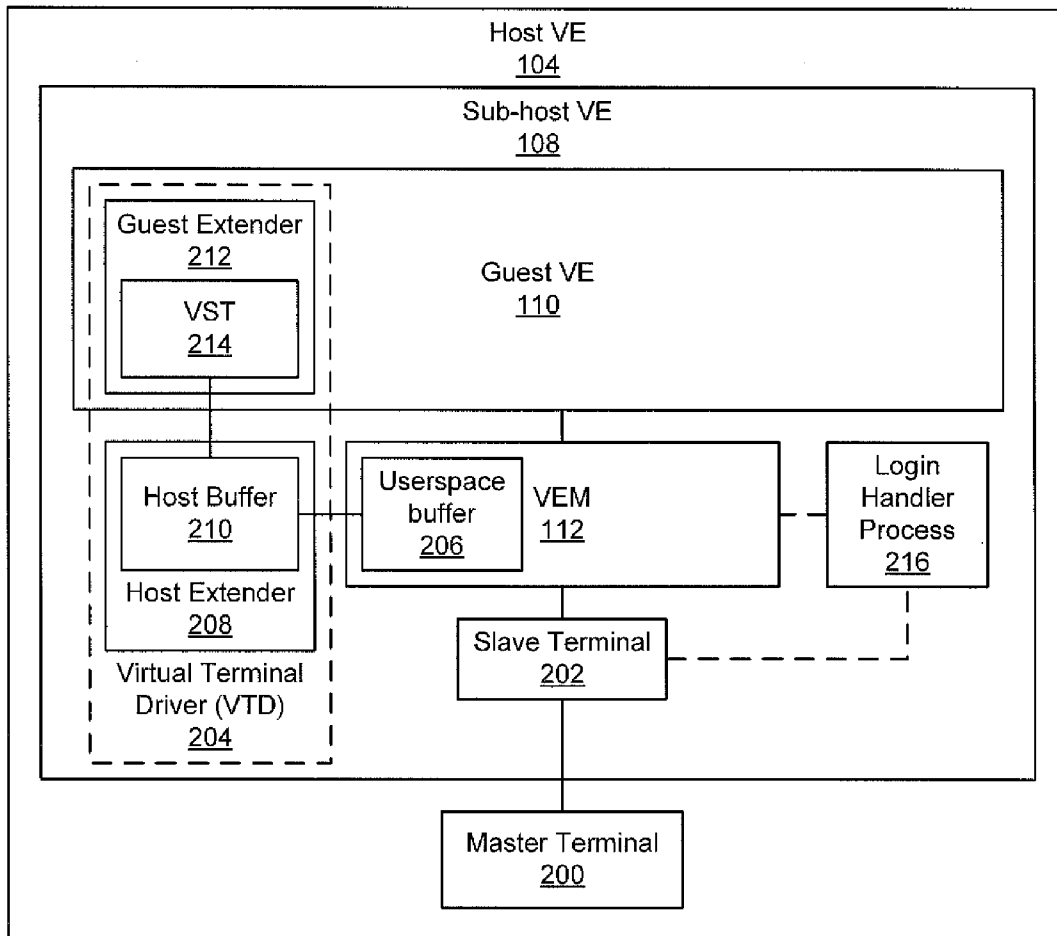 Host VE
104
Sub-host VE
108
Guest Extender
212
VST
214
Guest VE
110
Host Buffer
210
Host Extender
208
Virtual Terminal
Driver (VTD)
204
Userspace
buffer
206
VEM
112
Login
Handler
Process
216
Slave Terminal
202
Master Terminal
200